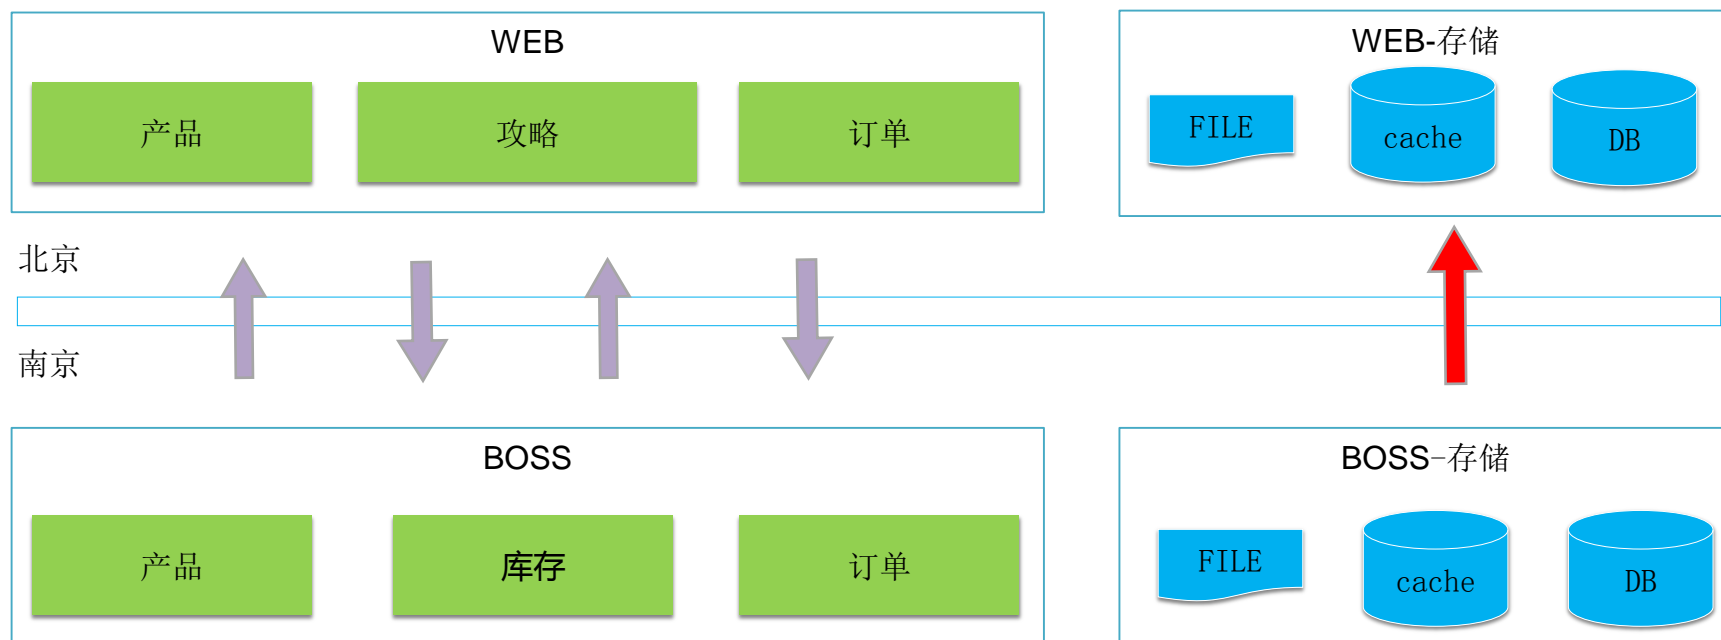 WEB
产品
攻略
订单
WEB-存储
FILE
cache
DB
北京
南京
BOSS
产品
库存
订单
BOSS-存储
FILE
cache
DB